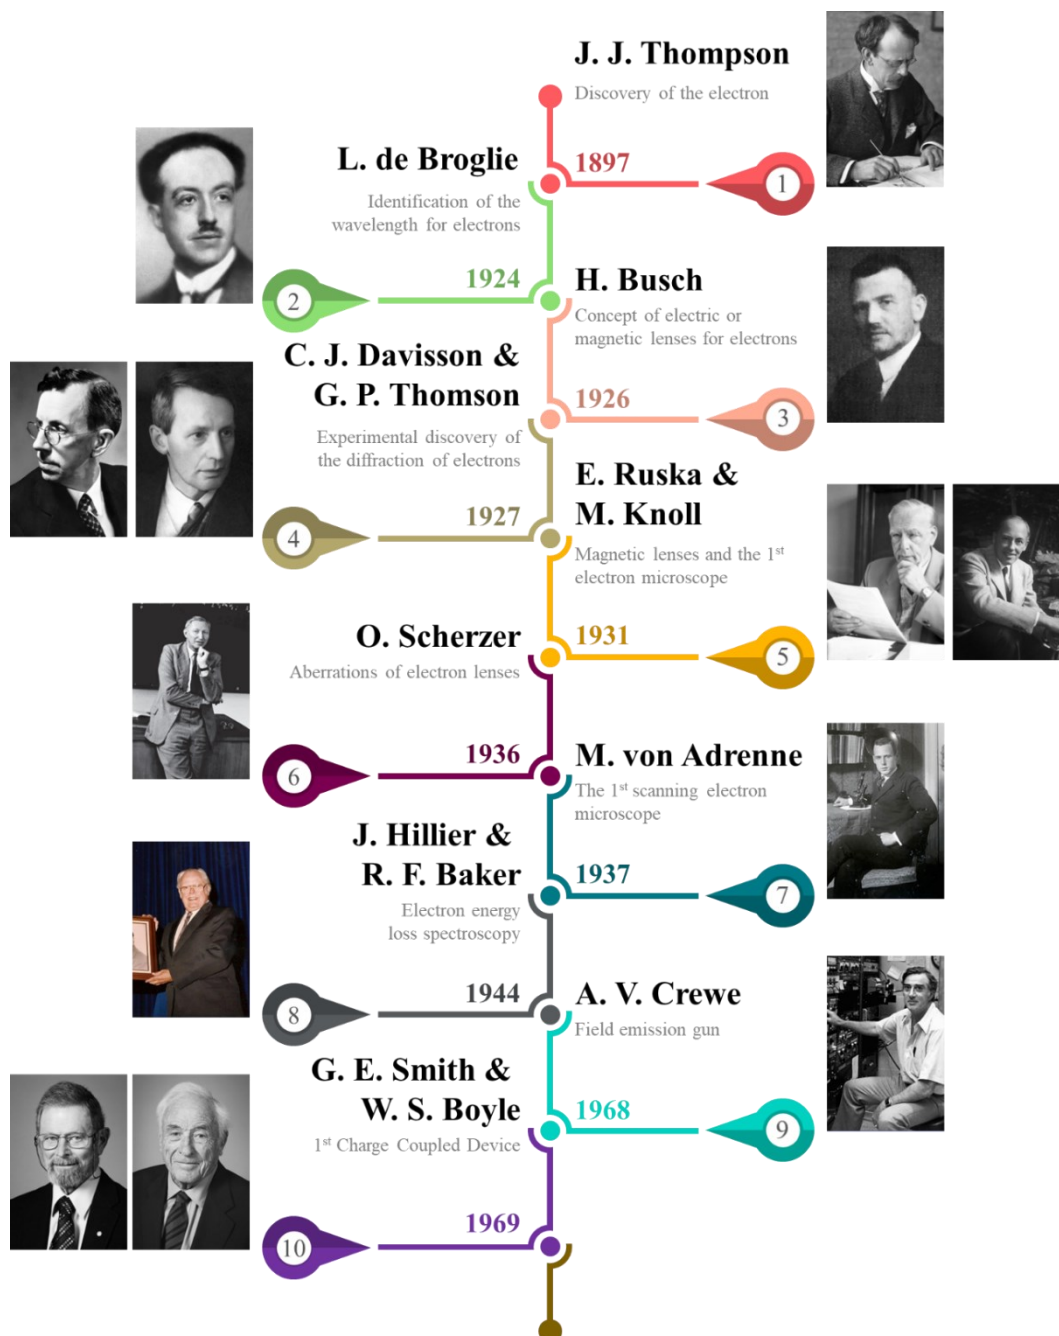 J. J. Thompson
Discovery of the electron
1897
1
L. de Broglie
Identification of the
wavelength for electrons
1924
2
H. Busch
Concept of electric or
magnetic lenses for electrons
1926
3
C. J. Davisson &
G. P. Thomson
Experimental discovery of
the diffraction of electrons
1927
4
E. Ruska &
M. Knoll
Magnetic lenses and the 1st
electron microscope
1931
5
O. Scherzer
Aberrations of electron lenses
1936
6
M. von Adrenne
The 1st scanning electron
microscope
1937
7
J. Hillier &
R. F. Baker
Electron energy
loss spectroscopy
1944
8
A. V. Crewe
Field emission gun
1968
9
G. E. Smith &
W. S. Boyle
1st Charge Coupled Device
1969
10